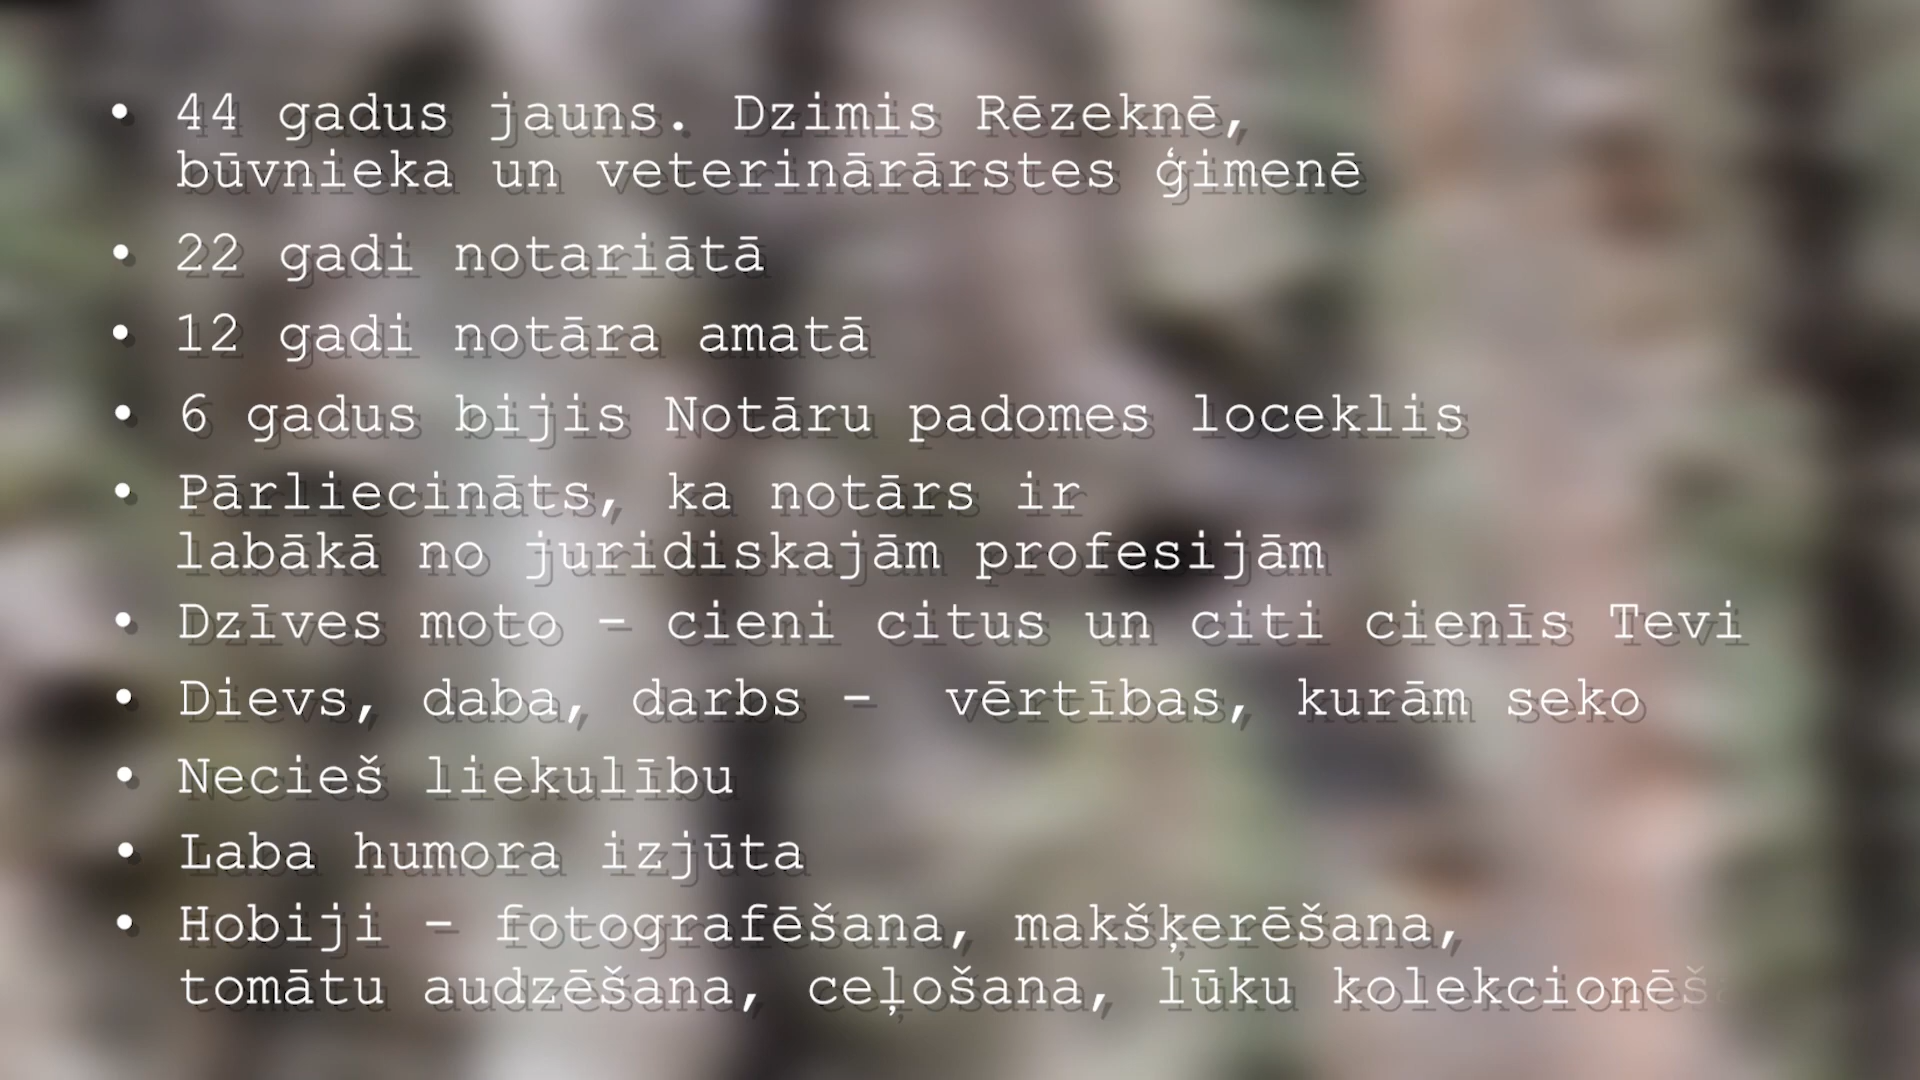 • 44 gadus jauns. Dzimis Rēzeknē,
būvnieka un veterinārārstes ģimenē
• 22 gadi notariātā
• 12 gadi notāra amatā
• 6 gadus bijis Notāru padomes loceklis
• Pārliecināts, ka notārs ir
labākā no juridiskajām profesijām
• Dzīves moto – cieni citus un citi cienīs Tevi
• Dievs, daba, darbs –  vērtības, kurām seko
• Necieš liekulību
• Laba humora izjūta
• Hobiji – fotografēšana, makšķerēšana,
tomātu audzēšana, ceļošana, lūku kolekcionēša